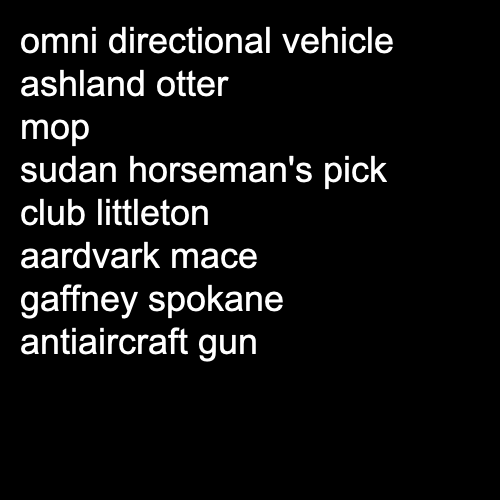 omni directional vehicle
ashland otter
mop
sudan horseman's pick
club littleton
aardvark mace
gaffney spokane
antiaircraft gun